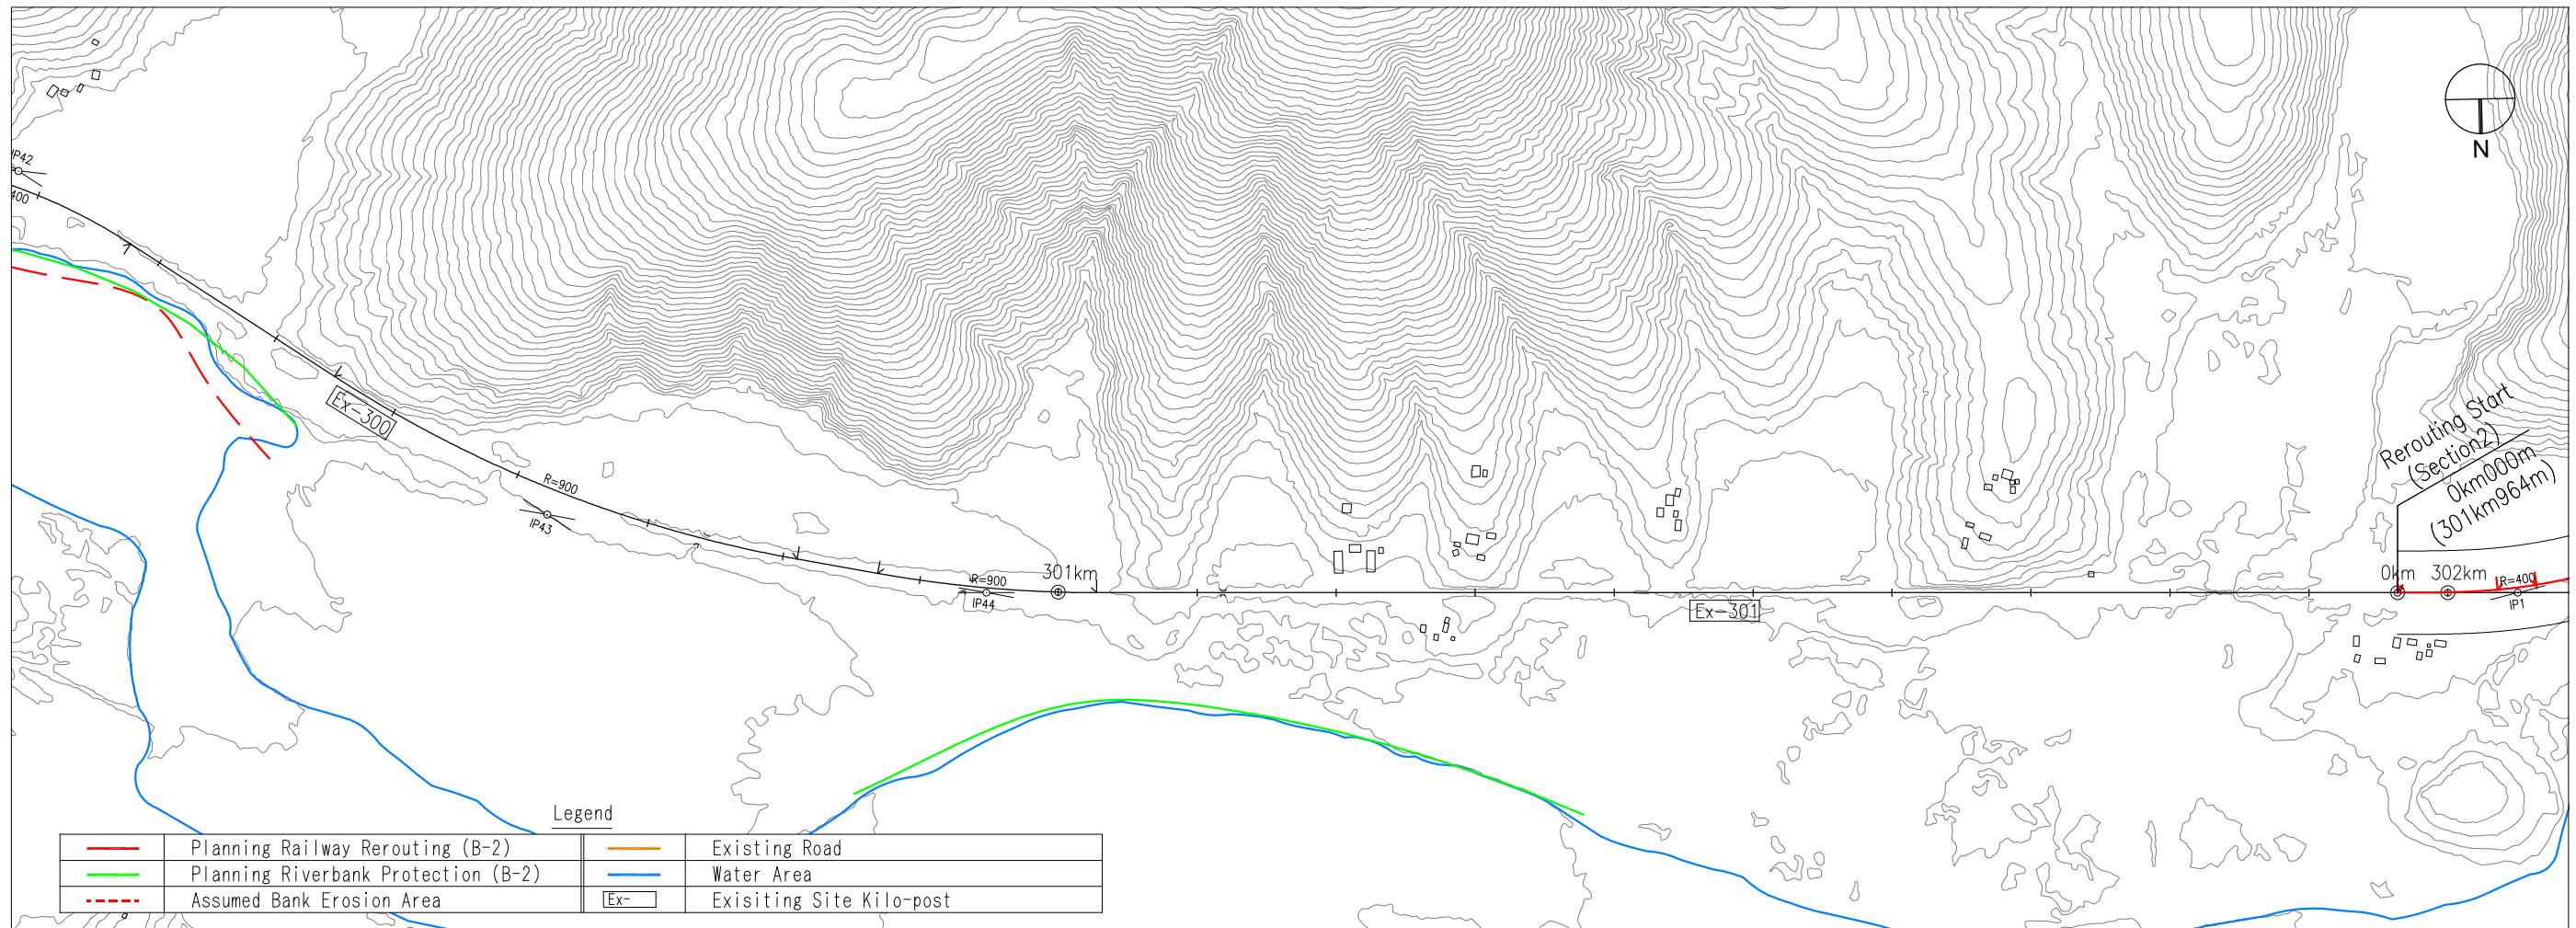 N
IP42
400
Ex-300
R=900
IP43
R=900
IP44
301km
Ex-301
Rerouting Start
(Section2)
0km000m
(301km964m)
0km
302km
R=400
IP1
Legend
Planning Railway Rerouting (B-2)
Existing Road
Planning Riverbank Protection (B-2)
Water Area
Assumed Bank Erosion Area
Ex-
Exisiting Site Kilo-post